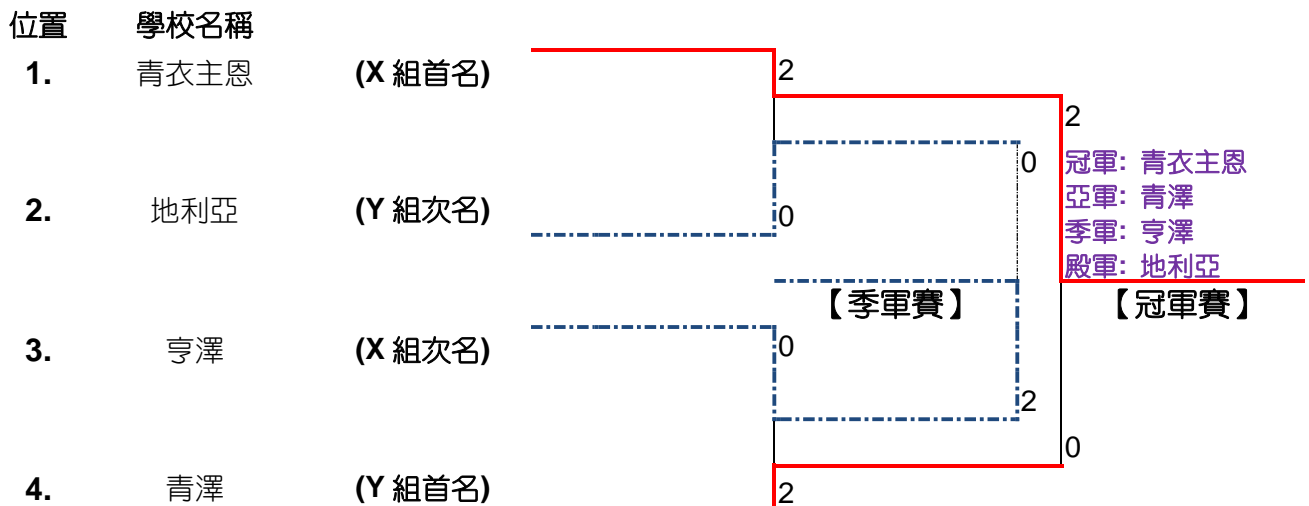 位置 學校名稱
1. 青衣主恩 (X 組首名) 2
2
0
冠軍: 青衣主恩
亞軍: 青澤
2. 地利亞 (Y 組次名) 0
季軍: 亨澤
殿軍: 地利亞
【季軍賽】 【冠軍賽】
3. 亨澤 (X 組次名) 0
2
0
4. 青澤 (Y 組首名) 2